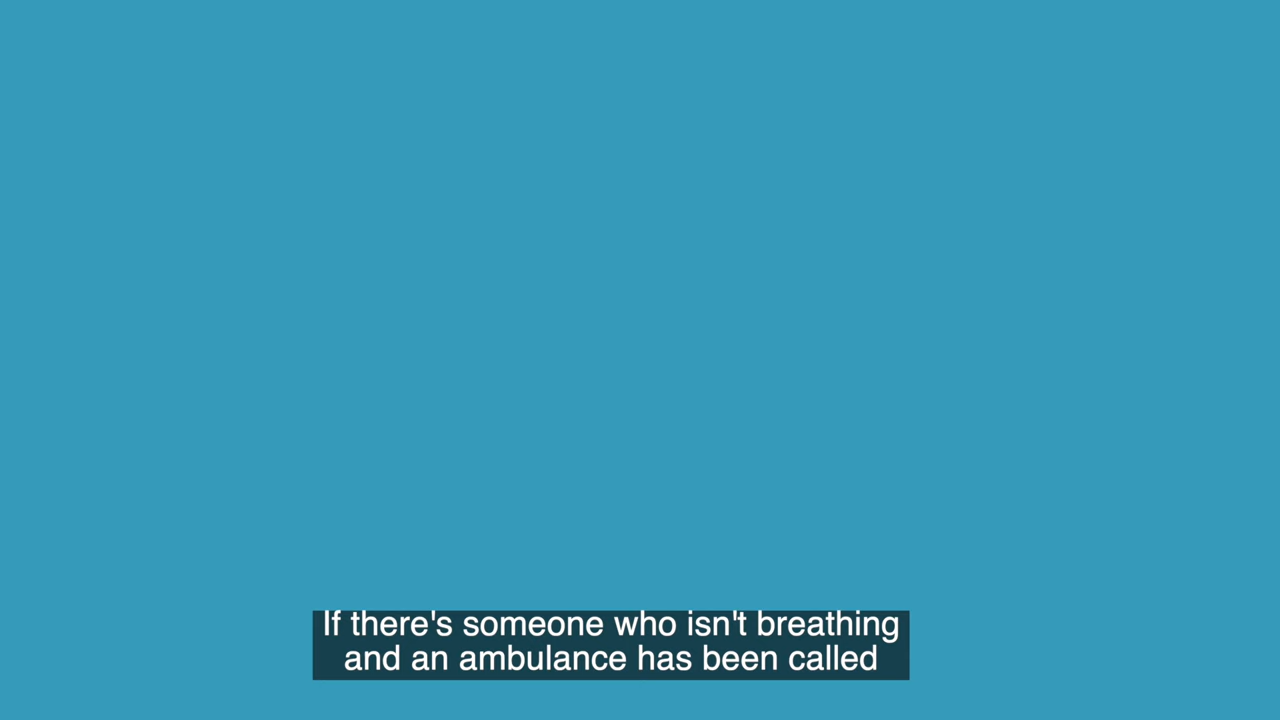 If there's someone who isn't breathing
and an ambulance has been called